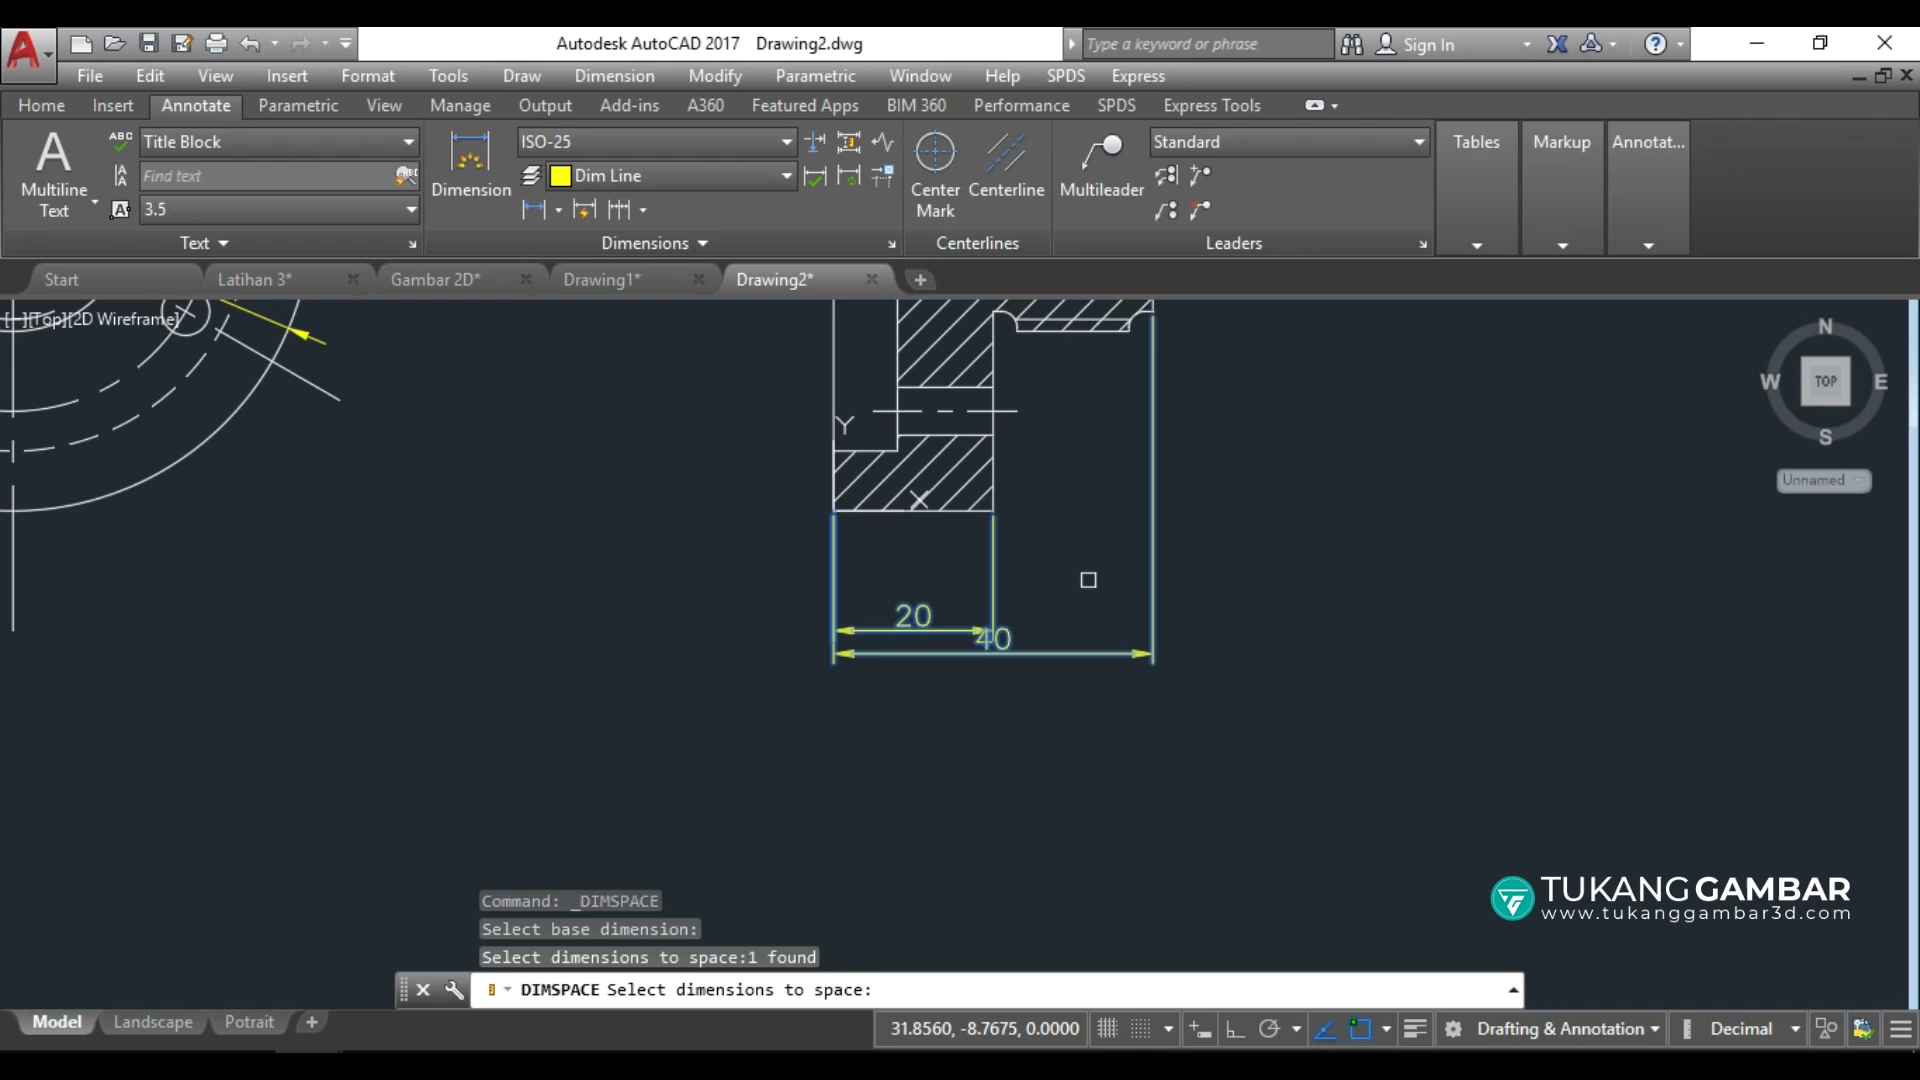 Autodesk AutoCAD 2017 Drawing2.dwg
Type a keyword or phrase
Sign In
File Edit View Insert Format Tools Draw Dimension Modify Parametric Window Help SPDS Express
Home Insert Annotate Parametric View Manage Output Add-ins A360 Featured Apps BIM 360 Performance SPDS Express Tools
A
Multiline
Text
ABC
Title Block
Find text
3.5
Text
Dimension
ISO-25
Dim Line
Dimensions
Center
Mark
Centerline
Centerlines
Multileader
Standard
Leaders
Tables
Markup
Annotat...
Start Latihan 3* Gambar 2D* Drawing1* Drawing2*
[−][Top][2D Wireframe]
N
W TOP E
S
Unnamed
Y
X
20
40
TUKANG GAMBAR
www.tukanggambar3d.com
Command: _DIMSPACE
Select base dimension:
Select dimensions to space:1 found
DIMSPACE Select dimensions to space:
Model Landscape Potrait
31.8560, -8.7675, 0.0000
Drafting & Annotation
Decimal